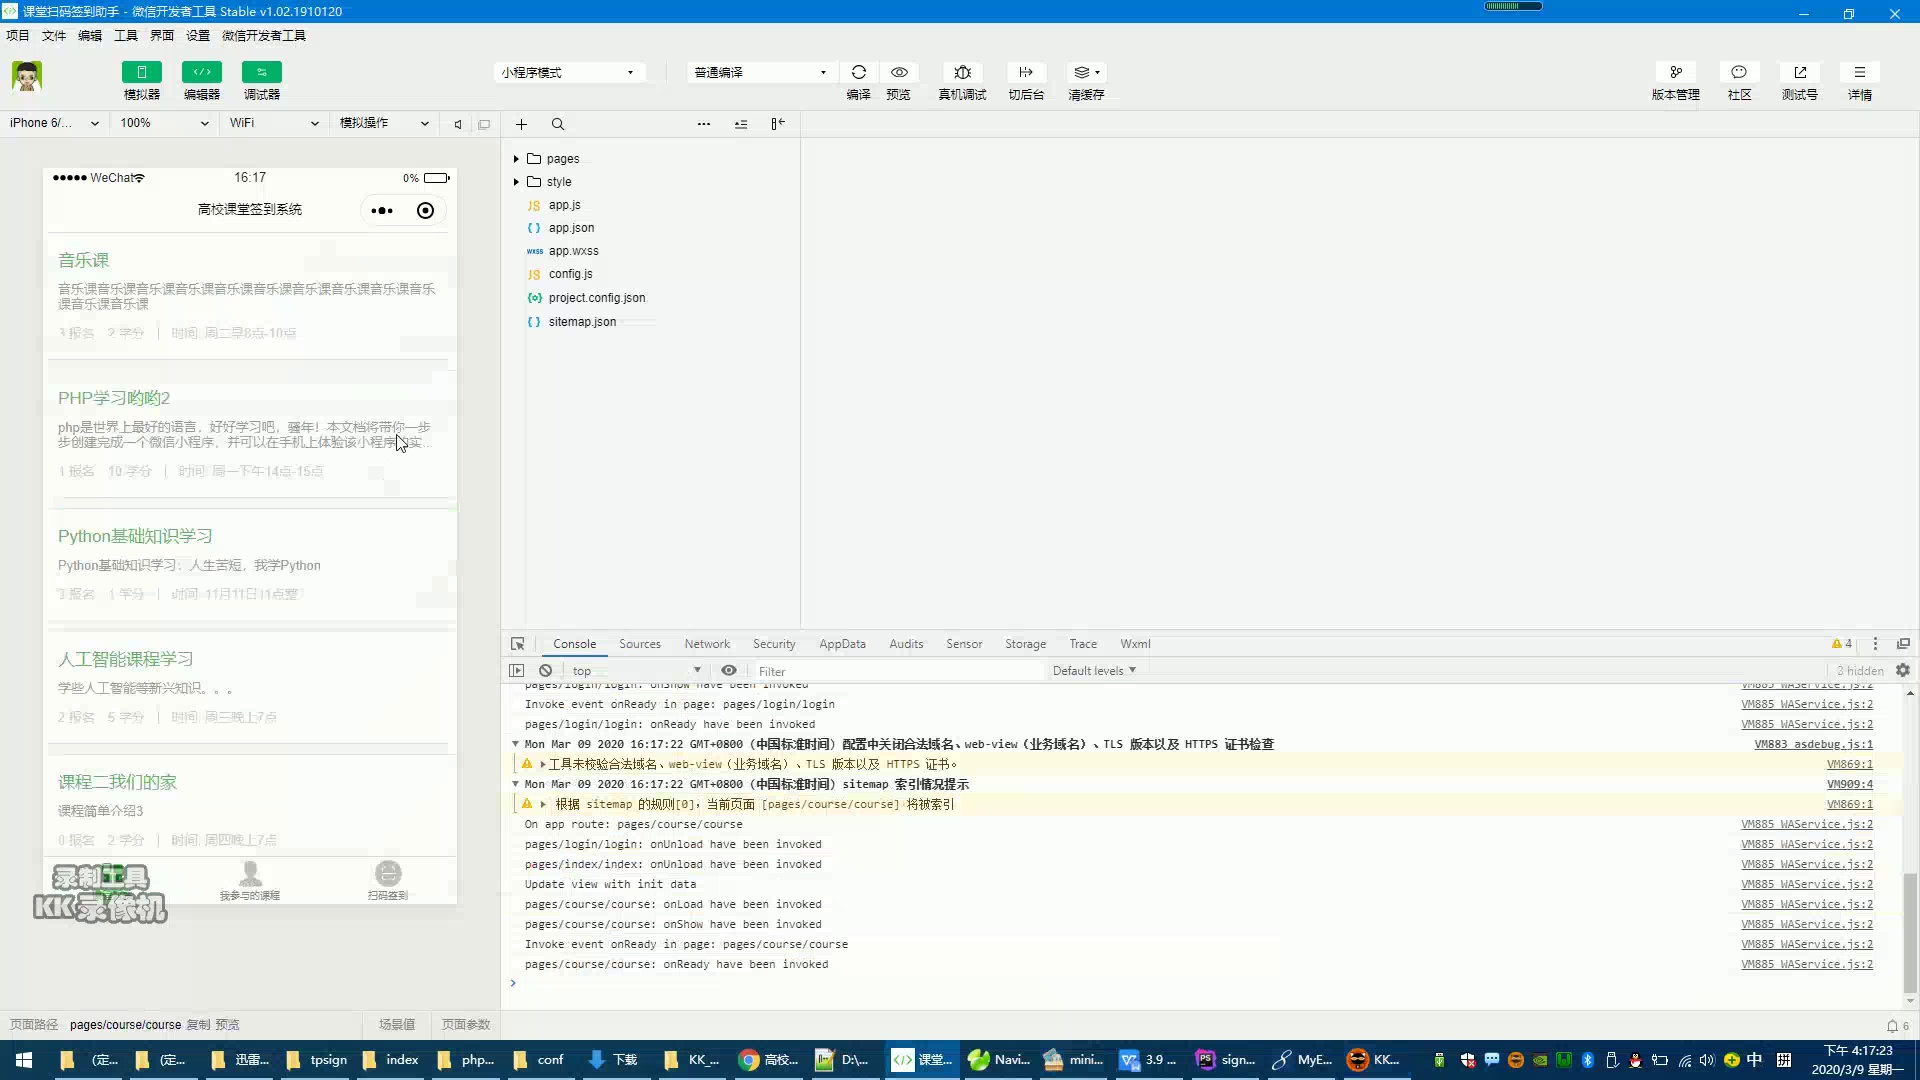 课堂扫码签到助手 - 微信开发者工具 Stable v1.02.1910120
项目 文件 编辑 工具 界面 设置 微信开发者工具
模拟器 编辑器 调试器
小程序模式 普通编译
编译 预览 真机调试 切后台 清缓存
版本管理 社区 测试号 详情
iPhone 6/... 100% WiFi 模拟操作
pages
style
app.js
app.json
app.wxss
config.js
project.config.json
sitemap.json
WeChat 16:17 0%
高校课堂签到系统
音乐课
音乐课音乐课音乐课音乐课音乐课音乐课音乐课音乐课音乐课音乐
课音乐课音乐课
3 报名 2 学分 | 时间: 周二早8点-10点
PHP学习哟哟2
php是世界上最好的语言，好好学习吧，骚年！本文档将带你一步
步创建完成一个微信小程序，并可以在手机上体验该小程序的实...
1 报名 10 学分 | 时间: 周一下午14点-15点
Python基础知识学习
Python基础知识学习，人生苦短，我学Python
3 报名 1 学分 | 时间: 11月11日11点整
人工智能课程学习
学些人工智能等新兴知识。。。
2 报名 5 学分 | 时间: 周三晚上7点
课程二我们的家
课程简单介绍3
0 报名 2 学分 | 时间: 周四晚上7点
我参与的课程 扫码签到
录制工具
KK录像机
页面路径 pages/course/course 复制 预览 场景值 页面参数
Console Sources Network Security AppData Audits Sensor Storage Trace Wxml 4
top Filter Default levels 3 hidden
pages/login/login: onShow have been invoked VM885 WAService.js:2
Invoke event onReady in page: pages/login/login VM885 WAService.js:2
pages/login/login: onReady have been invoked VM885 WAService.js:2
Mon Mar 09 2020 16:17:22 GMT+0800 (中国标准时间) 配置中关闭合法域名、web-view（业务域名）、TLS 版本以及 HTTPS 证书检查 VM883 asdebug.js:1
工具未校验合法域名、web-view（业务域名）、TLS 版本以及 HTTPS 证书。 VM869:1
Mon Mar 09 2020 16:17:22 GMT+0800 (中国标准时间) sitemap 索引情况提示 VM909:4
根据 sitemap 的规则[0]，当前页面 [pages/course/course] 将被索引 VM869:1
On app route: pages/course/course VM885 WAService.js:2
pages/login/login: onUnload have been invoked VM885 WAService.js:2
pages/index/index: onUnload have been invoked VM885 WAService.js:2
Update view with init data VM885 WAService.js:2
pages/course/course: onLoad have been invoked VM885 WAService.js:2
pages/course/course: onShow have been invoked VM885 WAService.js:2
Invoke event onReady in page: pages/course/course VM885 WAService.js:2
pages/course/course: onReady have been invoked VM885 WAService.js:2
6
(定... (定... 迅雷... tpsign index php... conf 下载 KK_... 高校... D:\... 课堂... Navi... mini... 3.9 ... sign... MyE... KK... 中 拼
下午 4:17:23
2020/3/9 星期一